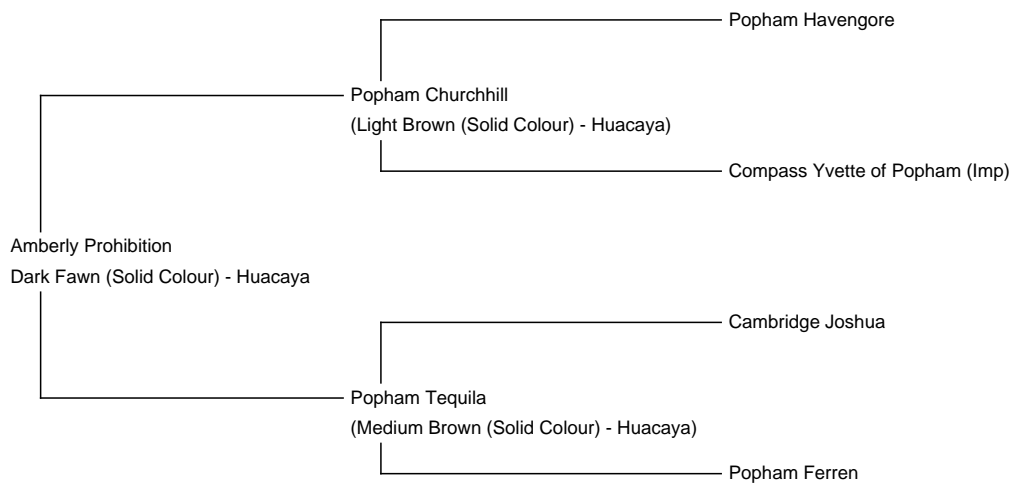 Popham Havengore
Popham Churchhill
(Light Brown (Solid Colour) - Huacaya)
Compass Yvette of Popham (Imp)
Amberly Prohibition
Dark Fawn (Solid Colour) - Huacaya
Cambridge Joshua
Popham Tequila
(Medium Brown (Solid Colour) - Huacaya)
Popham Ferren